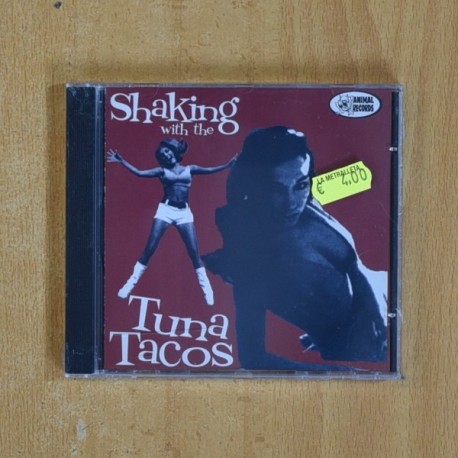 Shaking
with the
ANIMAL
RECORDS
LA METRALLETA
€ 4,00
Tuna
Tacos